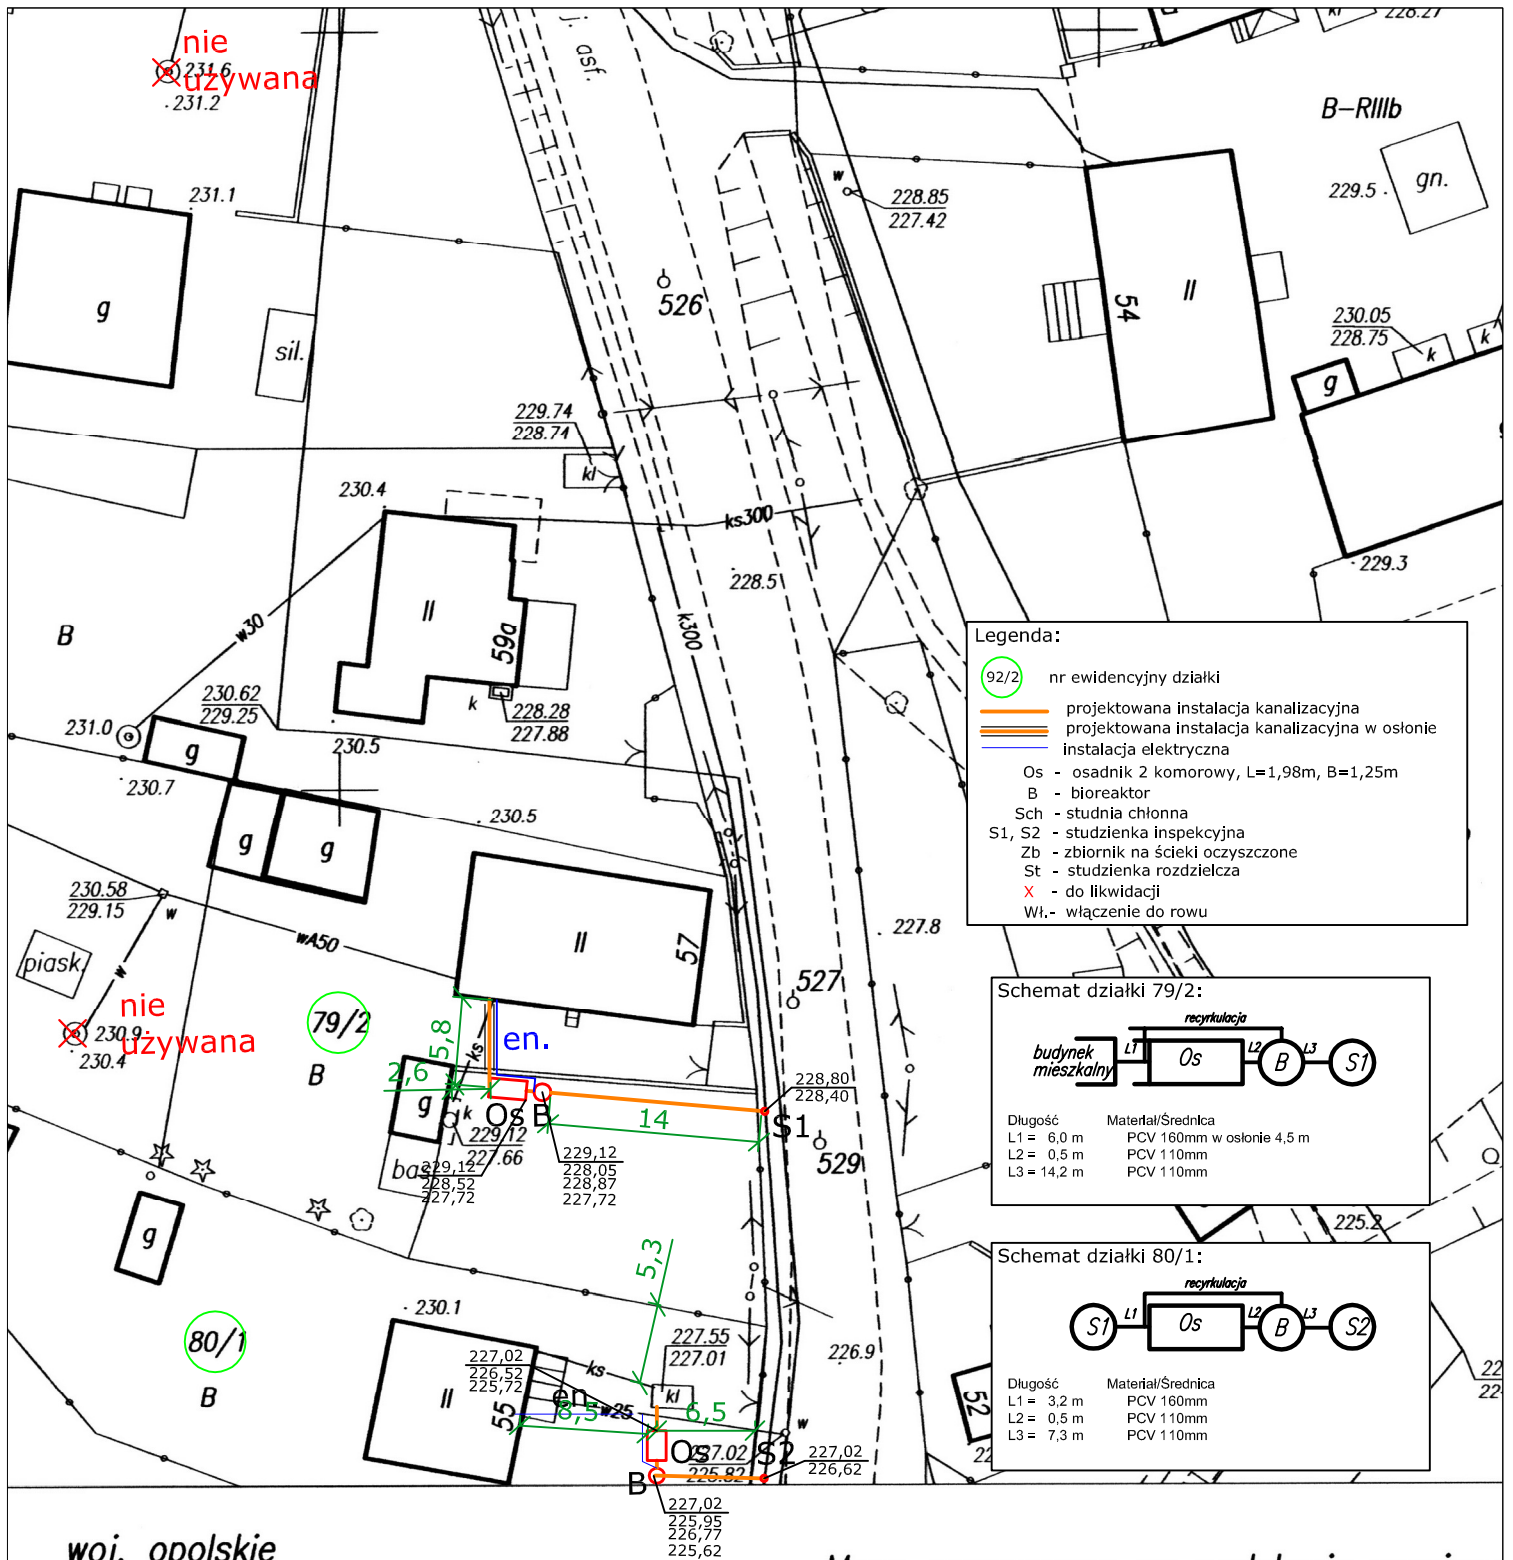 nie
231.6
używana
231.2
j. asf.
kl
228.27
B-RIIIb
gn.
229.5
w
228.85
227.42
231.1
g
sil.
526
54
II
230.05
228.75
k
k
g
229.74
228.74
kl
230.4
ks300
229.3
228.5
k300
B
w30
II
59a
230.62
229.25
k
228.28
227.88
231.0
g
230.5
230.7
g
g
230.5
230.58
229.15
w
wA50
II
57
227.8
piask.
w
nie
230.9
używana
230.4
79/2
B
527
5,8
ks
en.
2,6
g
k
Os B
14
228,80
228,40
S1
529
229.12
227.66
bas.
229,12
228,52
227,72
229,12
228,05
228,87
227,72
g
5,3
230.1
80/1
B
II
55
227,02
226,52
225,72
ks
en.
8,5
w25
227.55
227.01
kl
6,5
226.9
w
Os
227.02
225.82
S2
227,02
226,62
B
227,02
225,95
226,77
225,62
52
225.2
Legenda:
92/2 nr ewidencyjny działki
projektowana instalacja kanalizacyjna
projektowana instalacja kanalizacyjna w osłonie
instalacja elektryczna
Os - osadnik 2 komorowy, L=1,98m, B=1,25m
B - bioreaktor
Sch - studnia chłonna
S1, S2 - studzienka inspekcyjna
Zb - zbiornik na ścieki oczyszczone
St - studzienka rozdzielcza
X - do likwidacji
Wł.- włączenie do rowu
Schemat działki 79/2:
recyrkulacja
budynek
mieszkalny
L1 Os L2 B L3 S1
Długość Materiał/Średnica
L1 = 6,0 m PCV 160mm w osłonie 4,5 m
L2 = 0,5 m PCV 110mm
L3 = 14,2 m PCV 110mm
Schemat działki 80/1:
recyrkulacja
S1 L1 Os L2 B L3 S2
Długość Materiał/Średnica
L1 = 3,2 m PCV 160mm
L2 = 0,5 m PCV 110mm
L3 = 7,3 m PCV 110mm
woj. opolskie